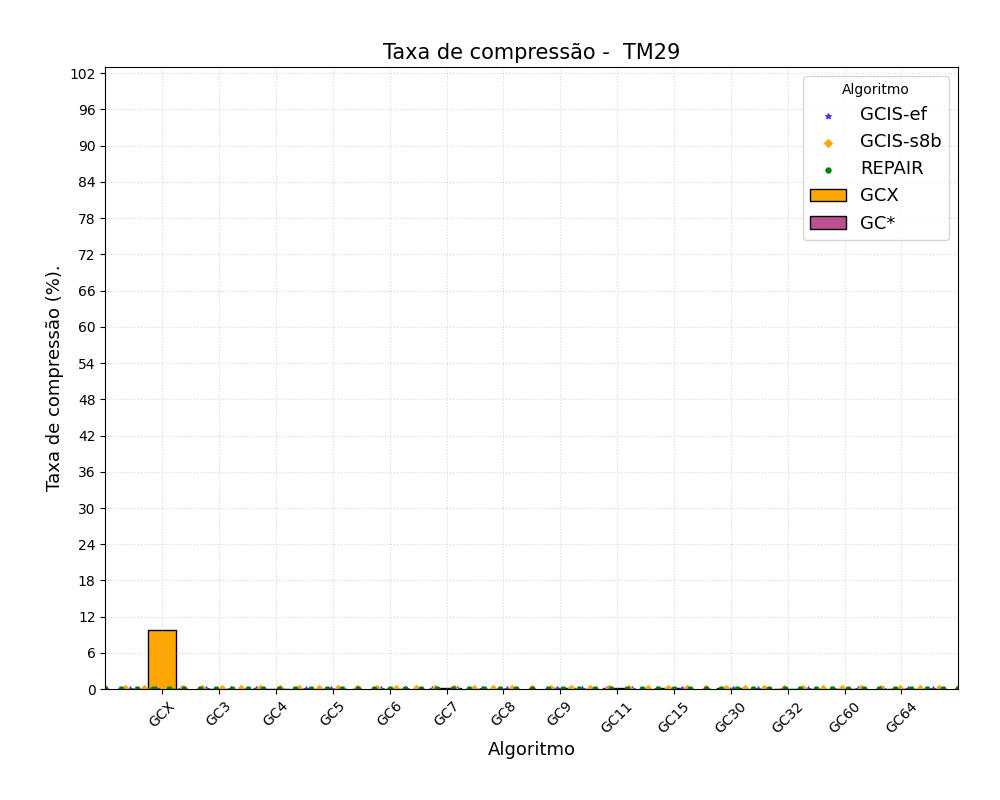 Taxa de compressão -  TM29
Taxa de compressão (%).
102
96
90
84
78
72
66
60
54
48
42
36
30
24
18
12
6
0
Algoritmo
GCIS-ef
GCIS-s8b
REPAIR
GCX
GC*
GCX
GC3
GC4
GC5
GC6
GC7
GC8
GC9
GC11
GC15
GC30
GC32
GC60
GC64
Algoritmo